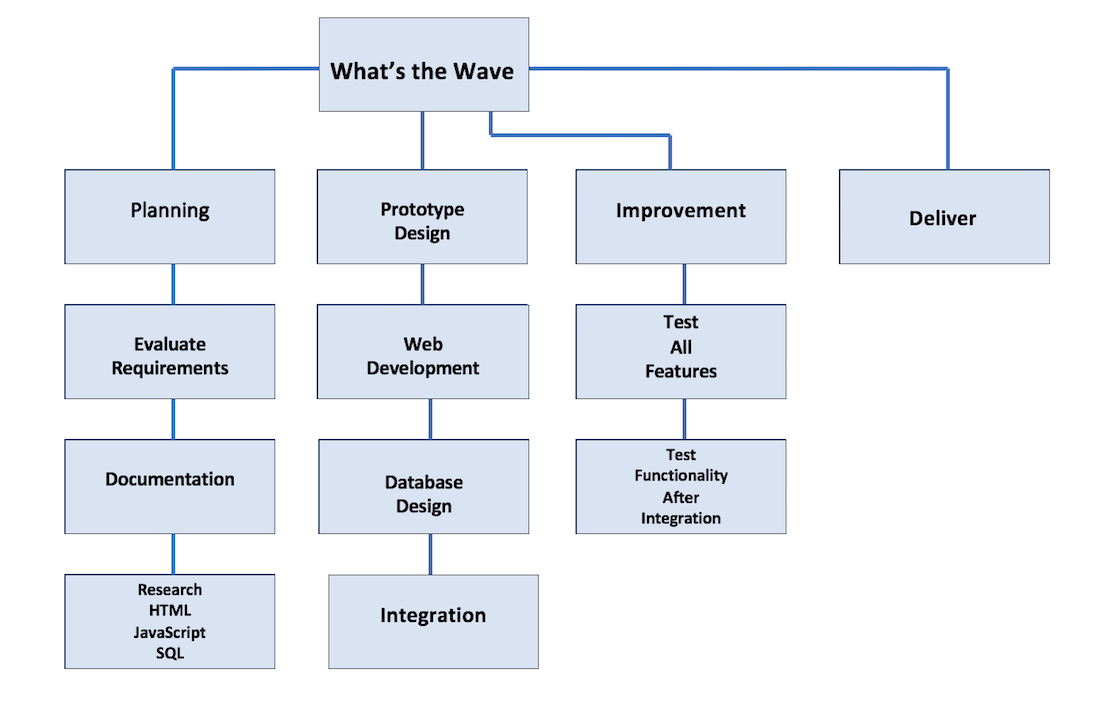 What’s the Wave
Planning
Prototype
Design
Improvement
Deliver
Evaluate
Requirements
Web
Development
Test
All
Features
Documentation
Database
Design
Test
Functionality
After
Integration
Research
HTML
JavaScript
SQL
Integration